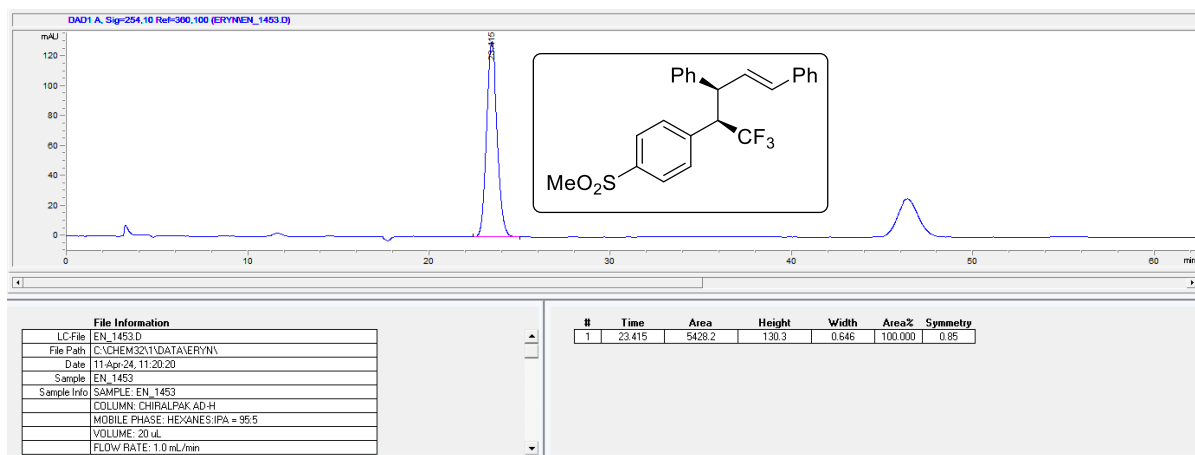 DAD1 A, Sig=254,10 Ref=360,100 (ERYN\EN_1453.D)
mAU
120
100
80
60
40
20
0
0 10 20 30 40 50 60 min
23.415
Ph Ph
CF3
MeO2S
File Information
LC-File EN_1453.D
File Path C:\CHEM32\1\DATA\ERYN\
Date 11-Apr-24, 11:20:20
Sample EN_1453
Sample Info SAMPLE: EN_1453
COLUMN: CHIRALPAK AD-H
MOBILE PHASE: HEXANES:IPA = 95:5
VOLUME: 20 uL
FLOW RATE: 1.0 mL/min
# Time Area Height Width Area% Symmetry
1 23.415 5428.2 130.3 0.646 100.000 0.85